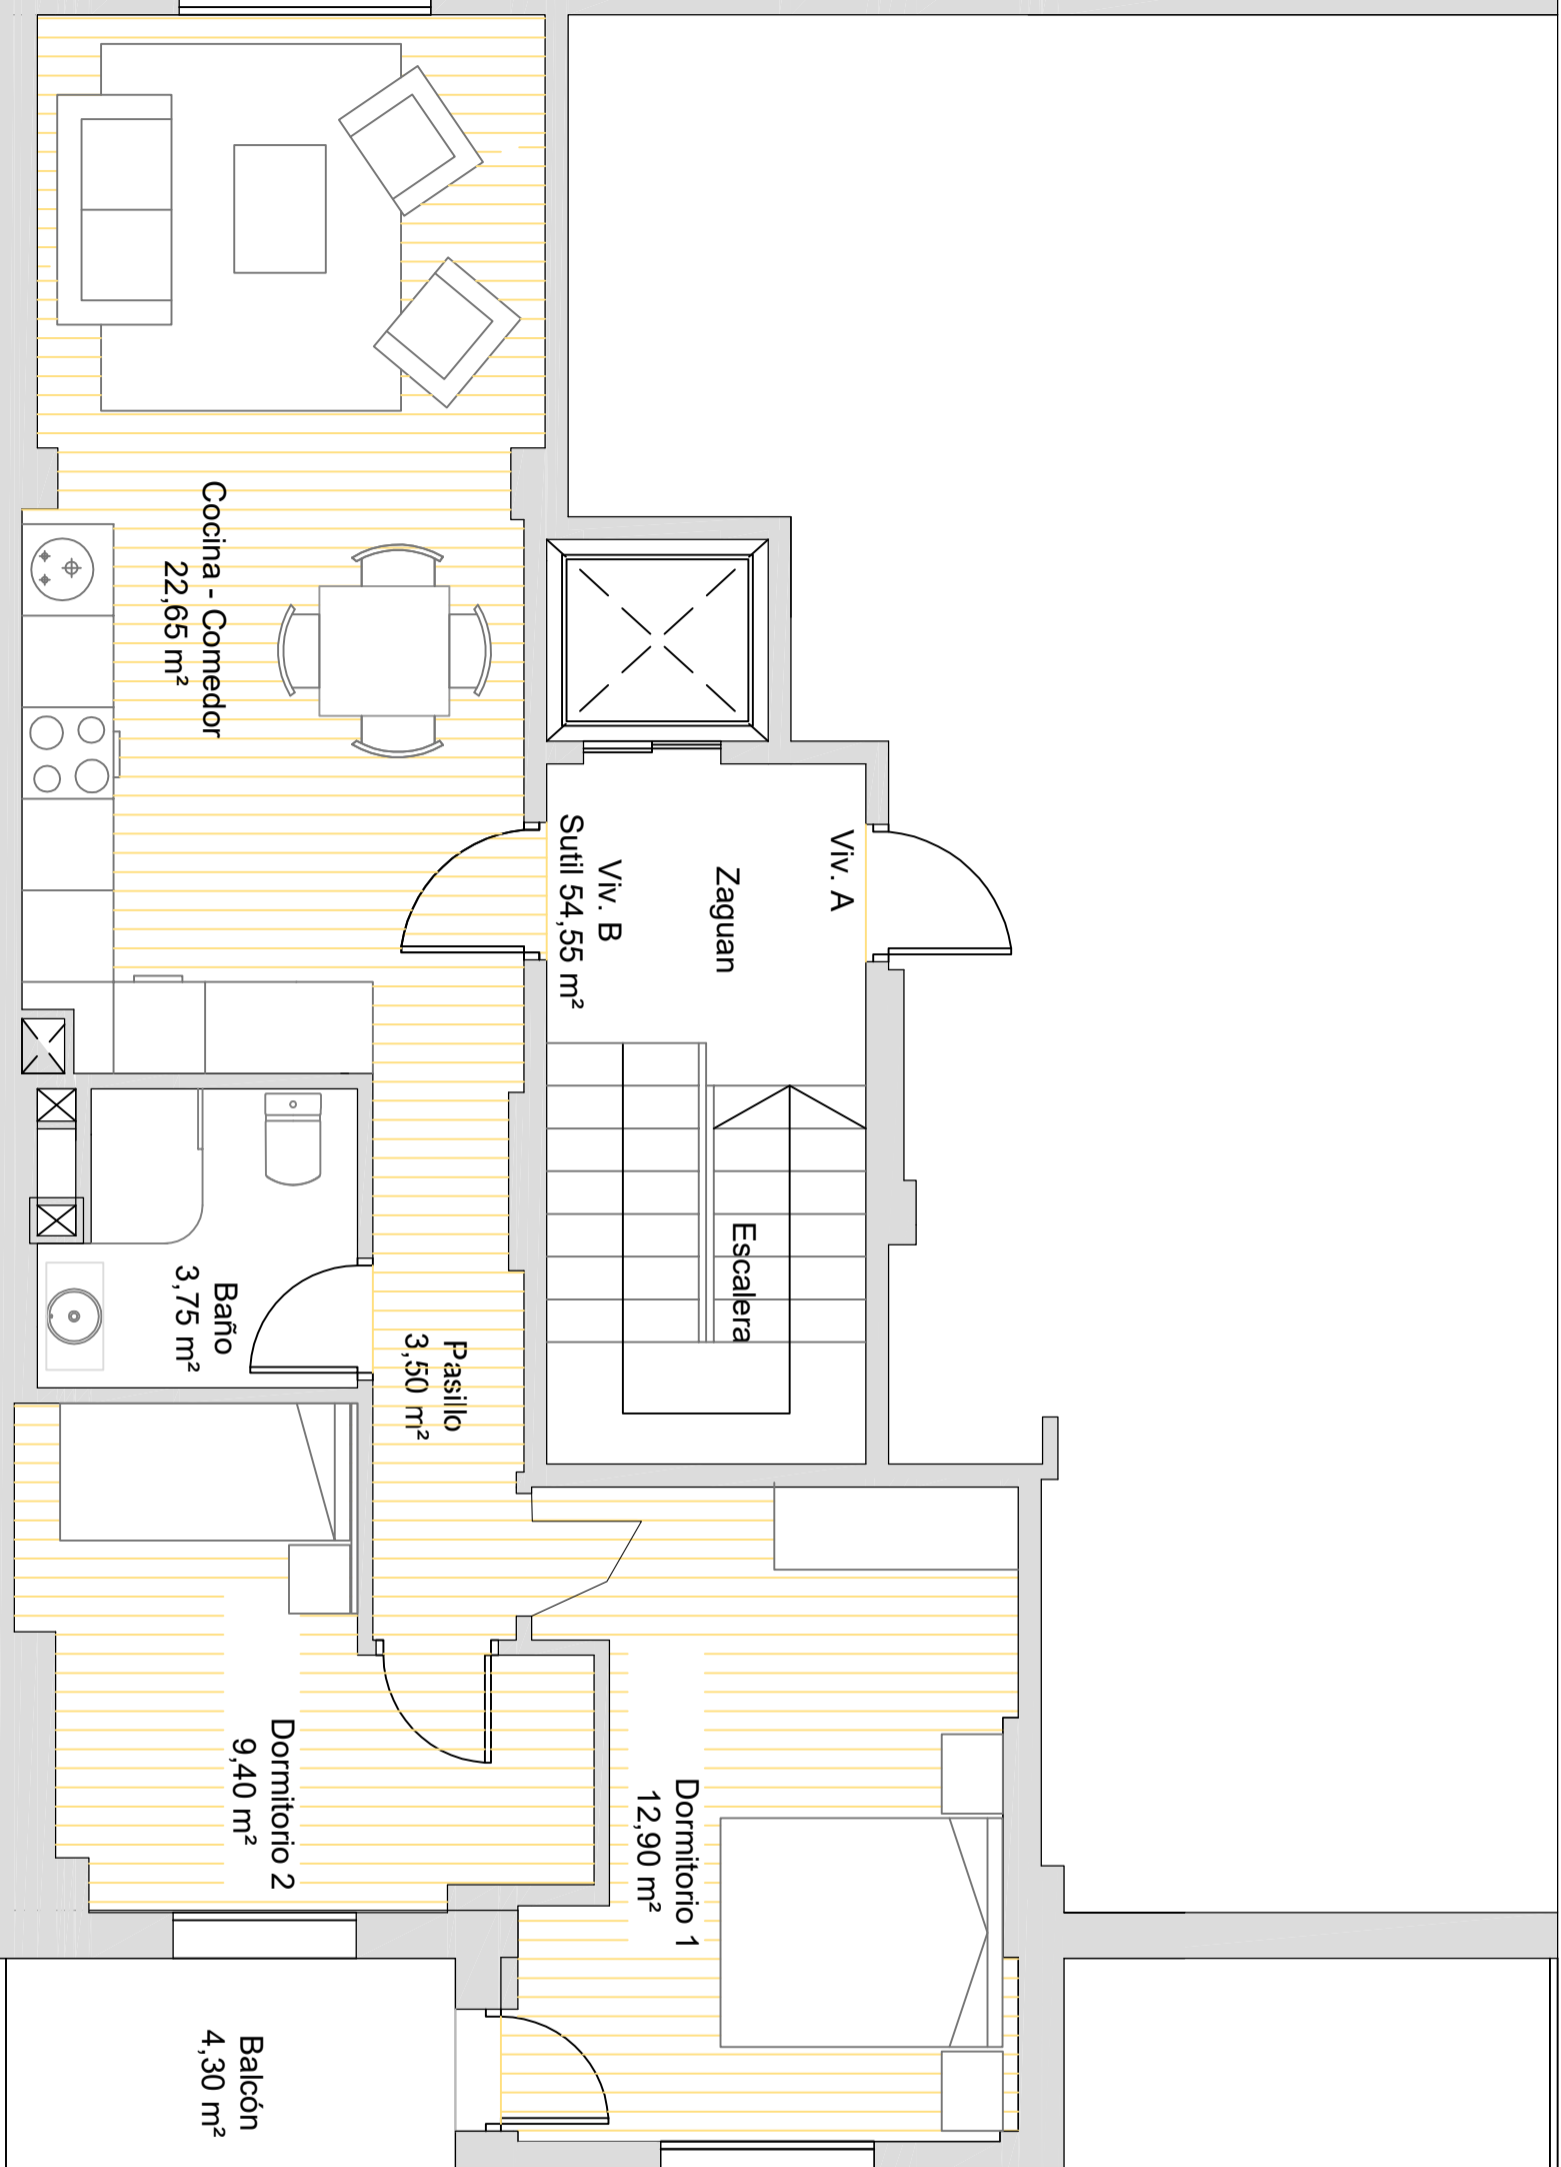 Cocina - Comedor
22,65 m²
Viv. A
Zaguan
Viv. B
Sutil 54,55 m²
Escalera
Baño
3,75 m²
Pasillo
3,50 m²
Dormitorio 2
9,40 m²
Dormitorio 1
12,90 m²
Balcón
4,30 m²